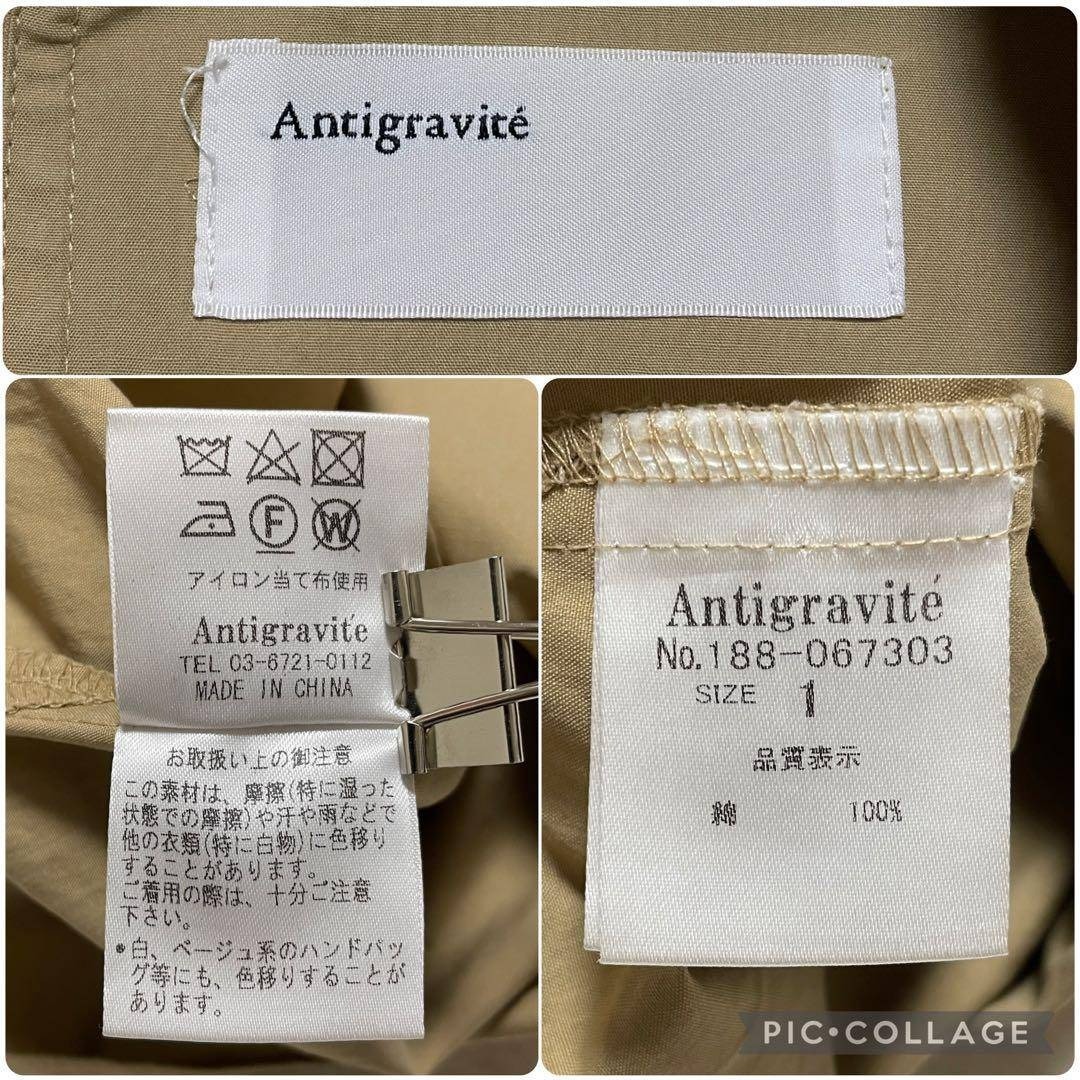 Antigravité
F W
アイロン当て布使用
Antigravité
TEL 03-6721-0112
MADE IN CHINA
お取扱い上の御注意
この素材は、摩擦(特に湿った
状態での摩擦)や汗や雨などで
他の衣類(特に白物)に色移り
することがあります。
ご着用の際は、十分ご注意
下さい。
*白、ベージュ系のハンドバッ
グ等にも、色移りすることが
あります。
Antigravité
No.188-067303
SIZE 1
品質表示
綿 100%
PIC•COLLAGE